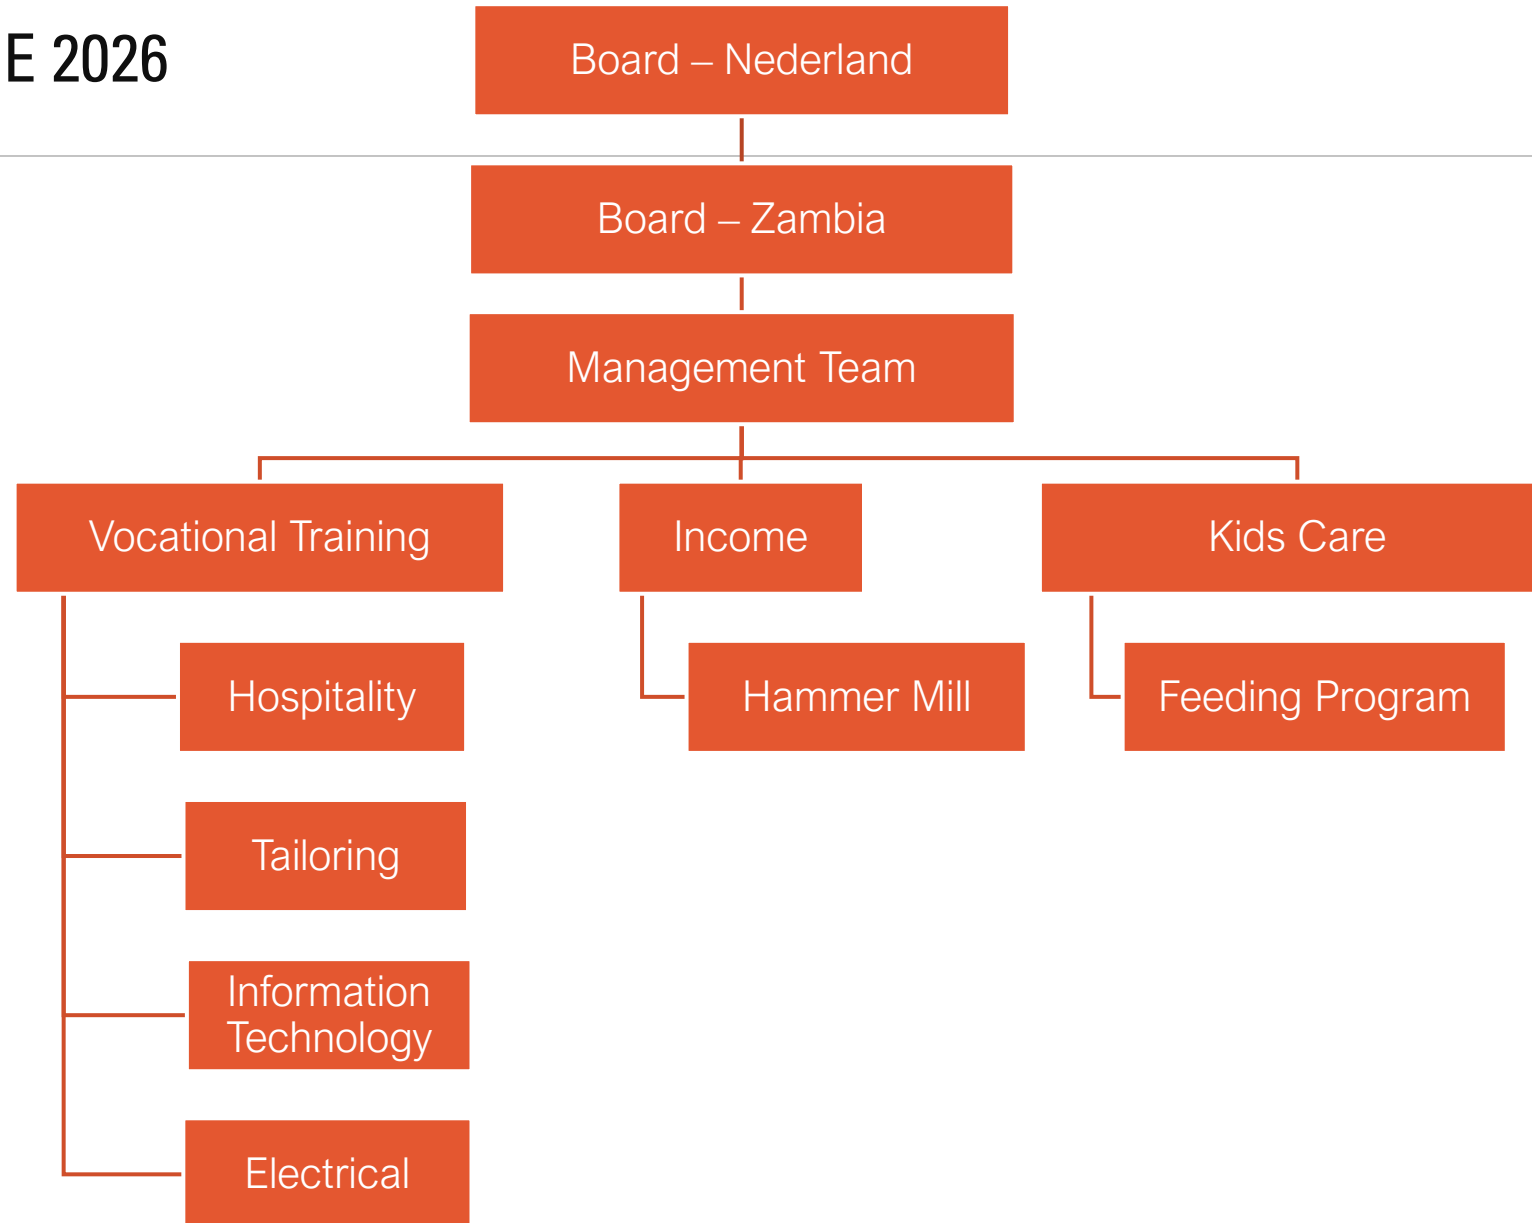 E 2026
Board – Nederland
Board – Zambia
Management Team
Vocational Training
Income
Kids Care
Hospitality
Hammer Mill
Feeding Program
Tailoring
Information
Technology
Electrical